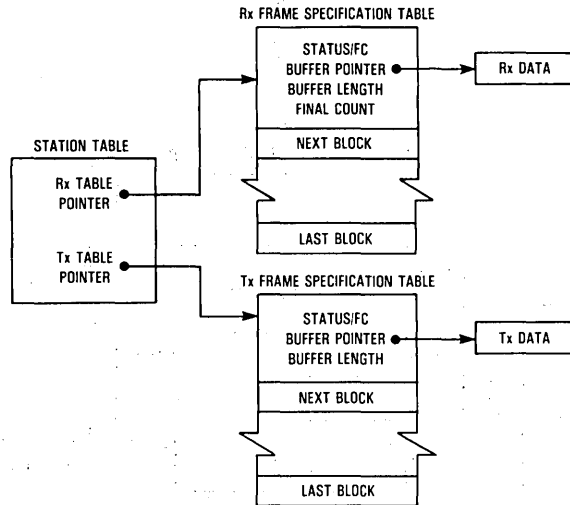 Rx FRAME SPECIFICATION TABLE
STATUS/FC
BUFFER POINTER
BUFFER LENGTH
FINAL COUNT
Rx DATA
NEXT BLOCK
STATION TABLE
Rx TABLE
POINTER
LAST BLOCK
Tx TABLE
POINTER
Tx FRAME SPECIFICATION TABLE
STATUS/FC
BUFFER POINTER
BUFFER LENGTH
Tx DATA
NEXT BLOCK
LAST BLOCK